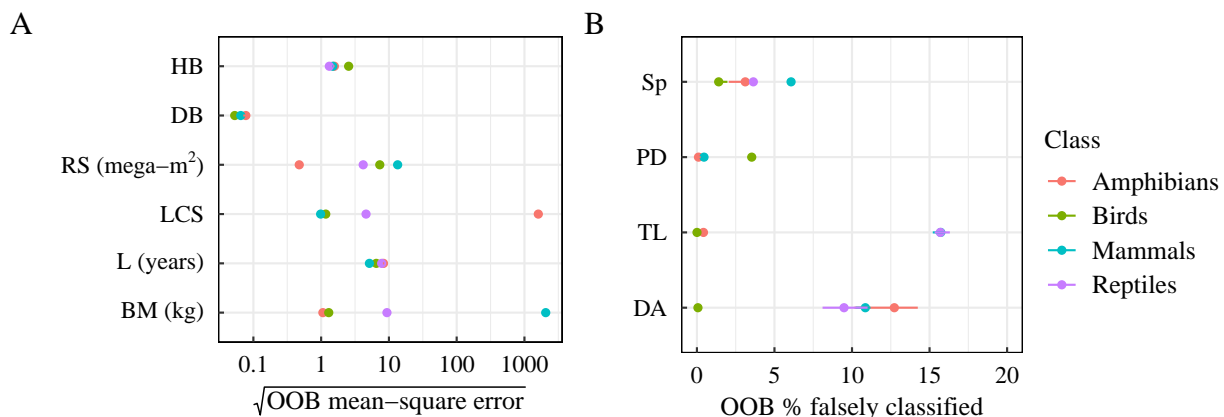 A
HB
DB
RS (mega−m²)
LCS
L (years)
BM (kg)
0.1 1 10 100 1000
√OOB mean−square error
B
Sp
PD
TL
DA
0 5 10 15 20
OOB % falsely classified
Class
Amphibians
Birds
Mammals
Reptiles